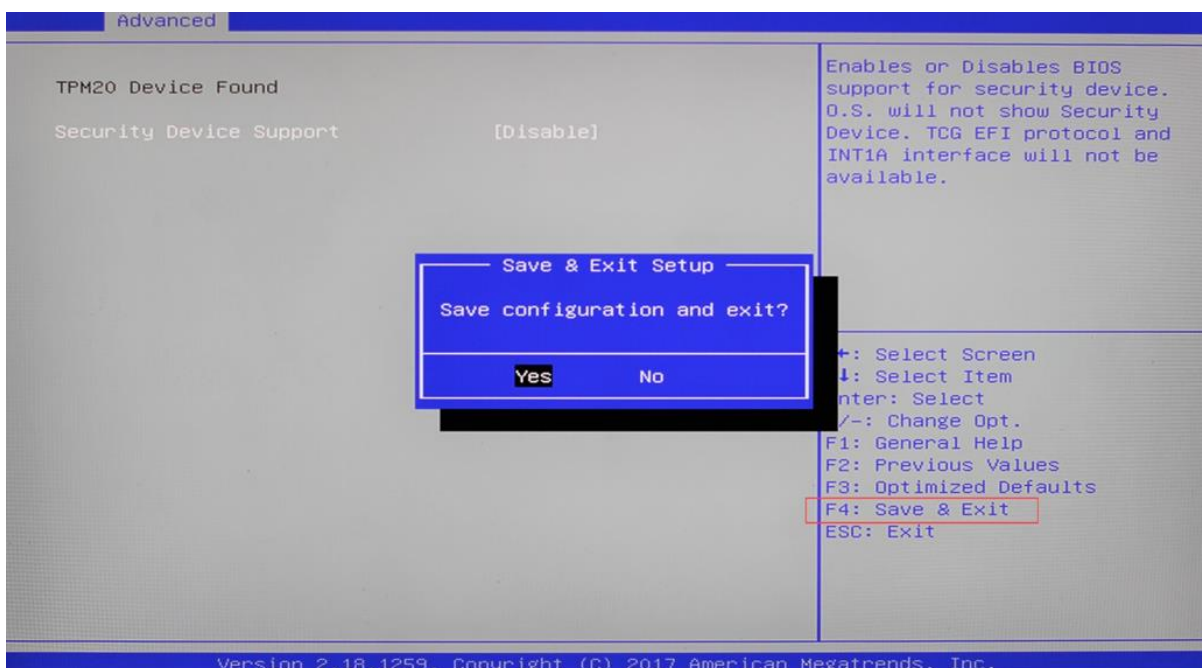 Advanced
TPM20 Device Found
Security Device Support [Disable]
Enables or Disables BIOS
support for security device.
O.S. will not show Security
Device. TCG EFI protocol and
INT1A interface will not be
available.
Save & Exit Setup
Save configuration and exit?
Yes No
←: Select Screen
↓: Select Item
nter: Select
/-: Change Opt.
F1: General Help
F2: Previous Values
F3: Optimized Defaults
F4: Save & Exit
ESC: Exit
Version 2.18.1259. Copyright (C) 2017 American Megatrends, Inc.